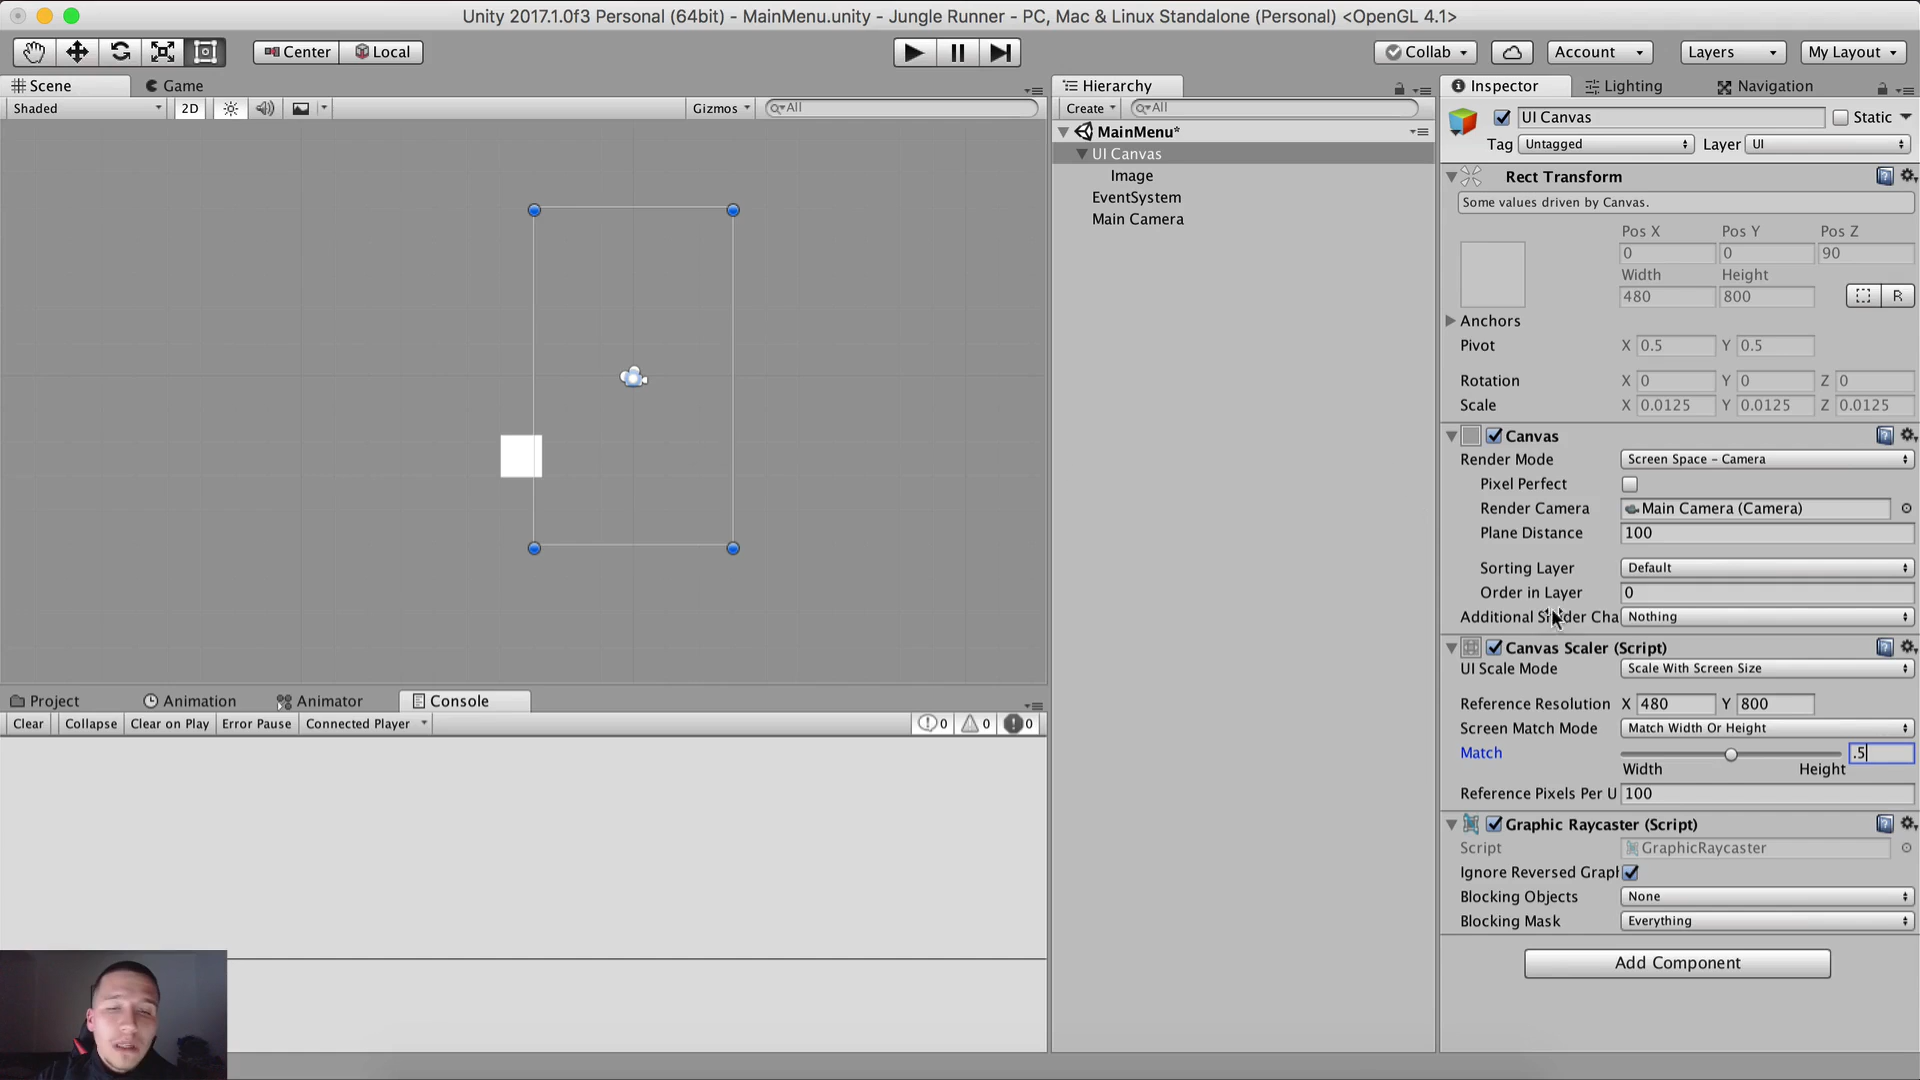 Unity 2017.1.0f3 Personal (64bit) - MainMenu.unity - Jungle Runner - PC, Mac & Linux Standalone (Personal) <OpenGL 4.1>
Center Local Collab Account Layers My Layout
Scene Game
Shaded 2D Gizmos All
Hierarchy
Create All
MainMenu*
UI Canvas
Image
EventSystem
Main Camera
Inspector Lighting Navigation
UI Canvas Static
Tag Untagged Layer UI
Rect Transform
Some values driven by Canvas.
Pos X Pos Y Pos Z
0 0 90
Width Height
480 800 R
Anchors
Pivot X 0.5 Y 0.5
Rotation X 0 Y 0 Z 0
Scale X 0.0125 Y 0.0125 Z 0.0125
Canvas
Render Mode Screen Space - Camera
Pixel Perfect
Render Camera Main Camera (Camera)
Plane Distance 100
Sorting Layer Default
Order in Layer 0
Additional Shader Cha Nothing
Canvas Scaler (Script)
UI Scale Mode Scale With Screen Size
Reference Resolution X 480 Y 800
Screen Match Mode Match Width Or Height
Match .5
Width Height
Reference Pixels Per U 100
Graphic Raycaster (Script)
Script GraphicRaycaster
Ignore Reversed Graph
Blocking Objects None
Blocking Mask Everything
Add Component
Project Animation Animator Console
Clear Collapse Clear on Play Error Pause Connected Player 0 0 0